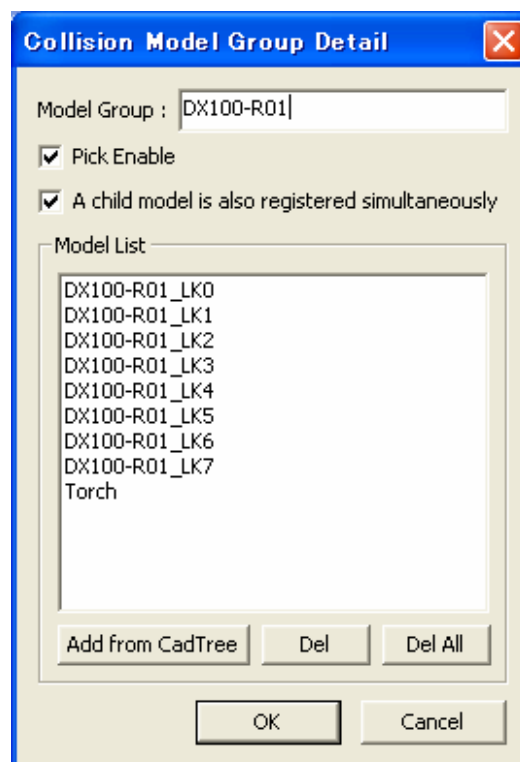 Collision Model Group Detail
Model Group : DX100-R01
Pick Enable
A child model is also registered simultaneously
Model List
DX100-R01_LK0
DX100-R01_LK1
DX100-R01_LK2
DX100-R01_LK3
DX100-R01_LK4
DX100-R01_LK5
DX100-R01_LK6
DX100-R01_LK7
Torch
Add from CadTree Del Del All
OK Cancel